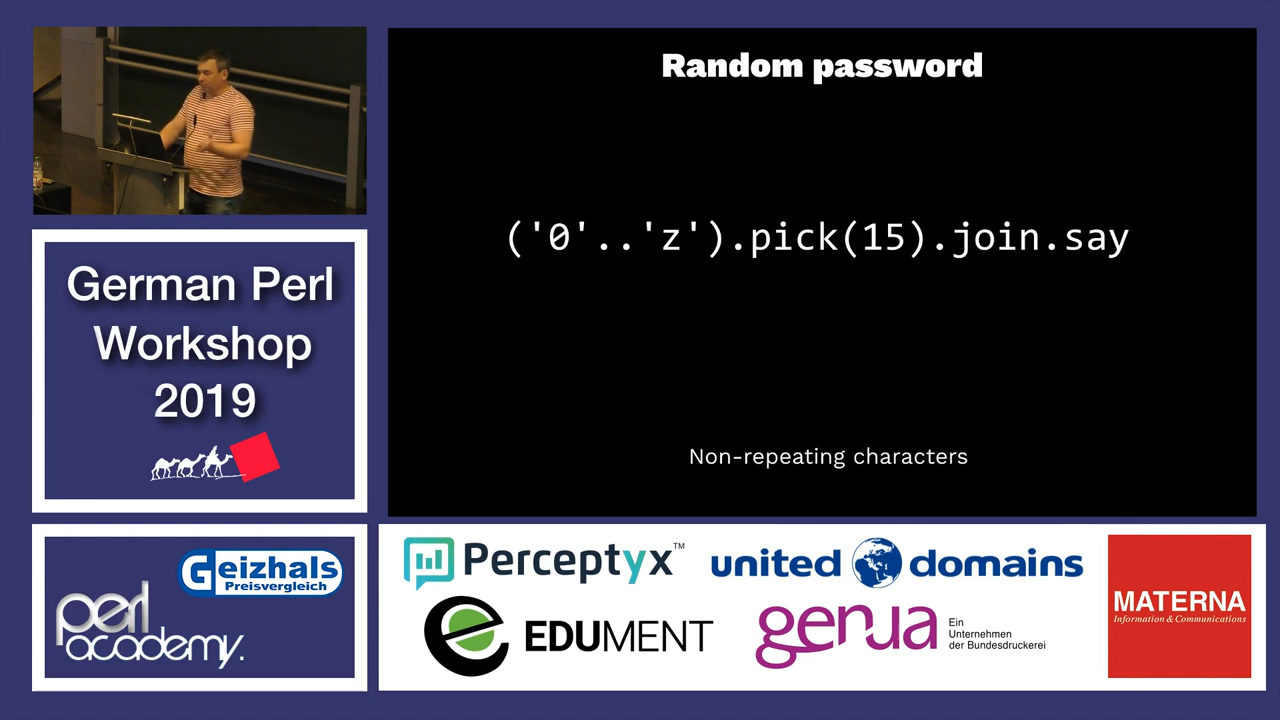 Random password
('0'..'z').pick(15).join.say
Non-repeating characters
German Perl
Workshop
2019
Geizhals
Preisvergleich
perl
academy.
Perceptyx™
united domains
EDUMENT
genua
Ein
Unternehmen
der Bundesdruckerei
MATERNA
Information & Communications